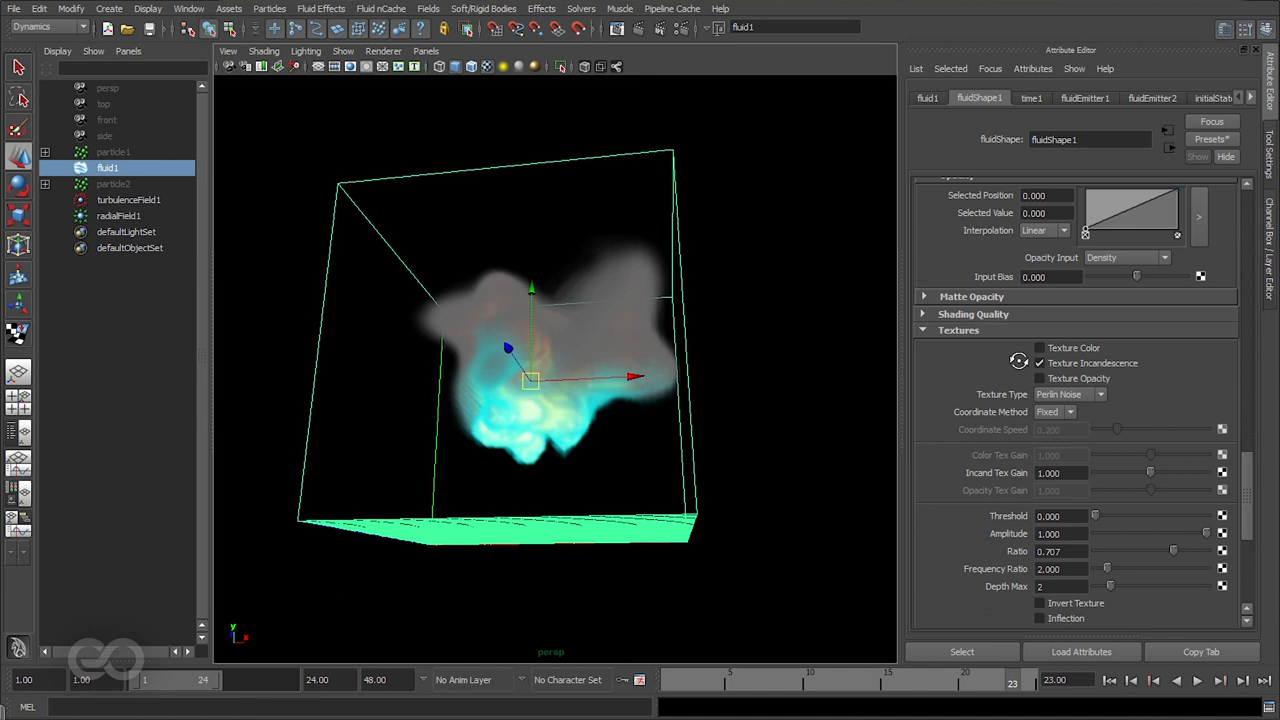 File Edit Modify Create Display Window Assets Particles Fluid Effects Fluid nCache Fields Soft/Rigid Bodies Effects Solvers Muscle Pipeline Cache Help
Dynamics
fluid1
Display Show Panels
View Shading Lighting Show Renderer Panels
persp
top
front
side
particle1
fluid1
particle2
turbulenceField1
radialField1
defaultLightSet
defaultObjectSet
y
x
persp
Attribute Editor
List Selected Focus Attributes Show Help
fluid1 fluidShape1 time1 fluidEmitter1 fluidEmitter2 initialStat
Focus
fluidShape: fluidShape1
Presets*
Show Hide
Opacity
Selected Position 0.000
Selected Value 0.000
Interpolation Linear
>
Opacity Input Density
Input Bias 0.000
Matte Opacity
Shading Quality
Textures
Texture Color
Texture Incandescence
Texture Opacity
Texture Type Perlin Noise
Coordinate Method Fixed
Coordinate Speed 0.200
Color Tex Gain 1.000
Incand Tex Gain 1.000
Opacity Tex Gain 1.000
Threshold 0.000
Amplitude 1.000
Ratio 0.707
Frequency Ratio 2.000
Depth Max 2
Invert Texture
Inflection
Select Load Attributes Copy Tab
Attribute Editor
Tool Settings
Channel Box / Layer Editor
1.00 1.00 1 24 24.00 48.00 No Anim Layer No Character Set 5 10 15 20 23 23.00
MEL